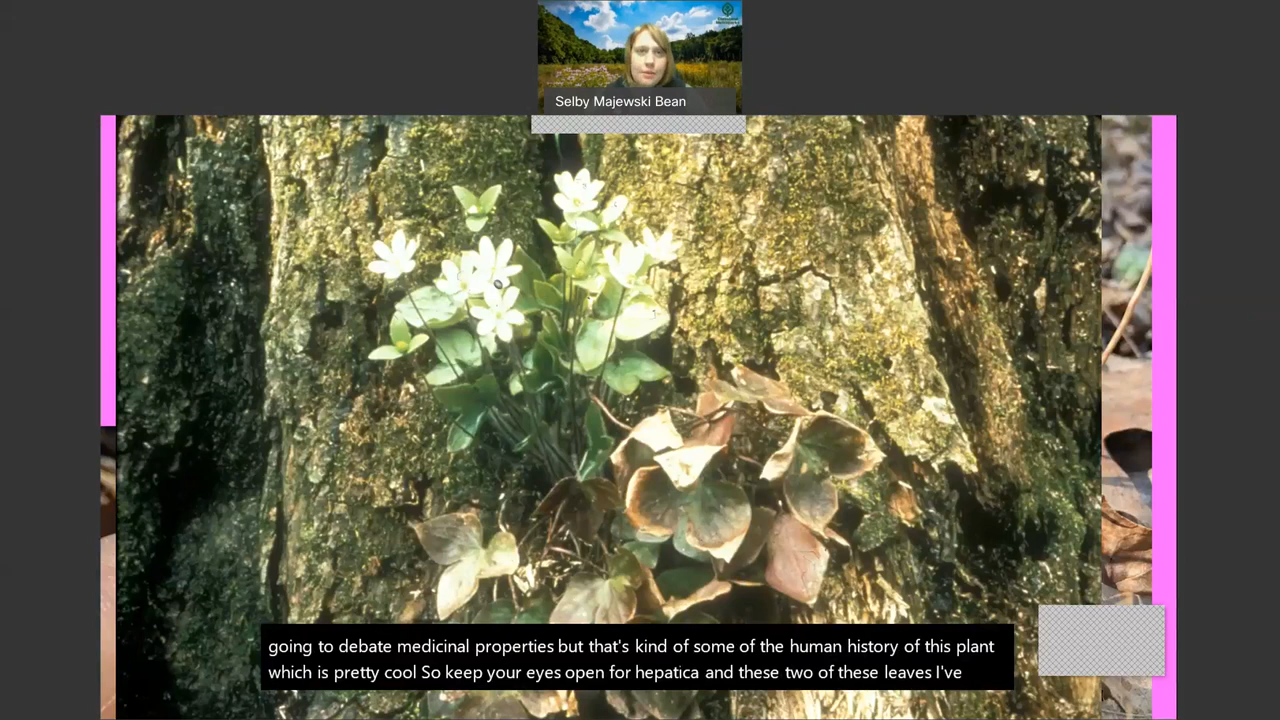 Selby Majewski Bean
going to debate medicinal properties but that's kind of some of the human history of this plant
which is pretty cool So keep your eyes open for hepatica and these two of these leaves I've